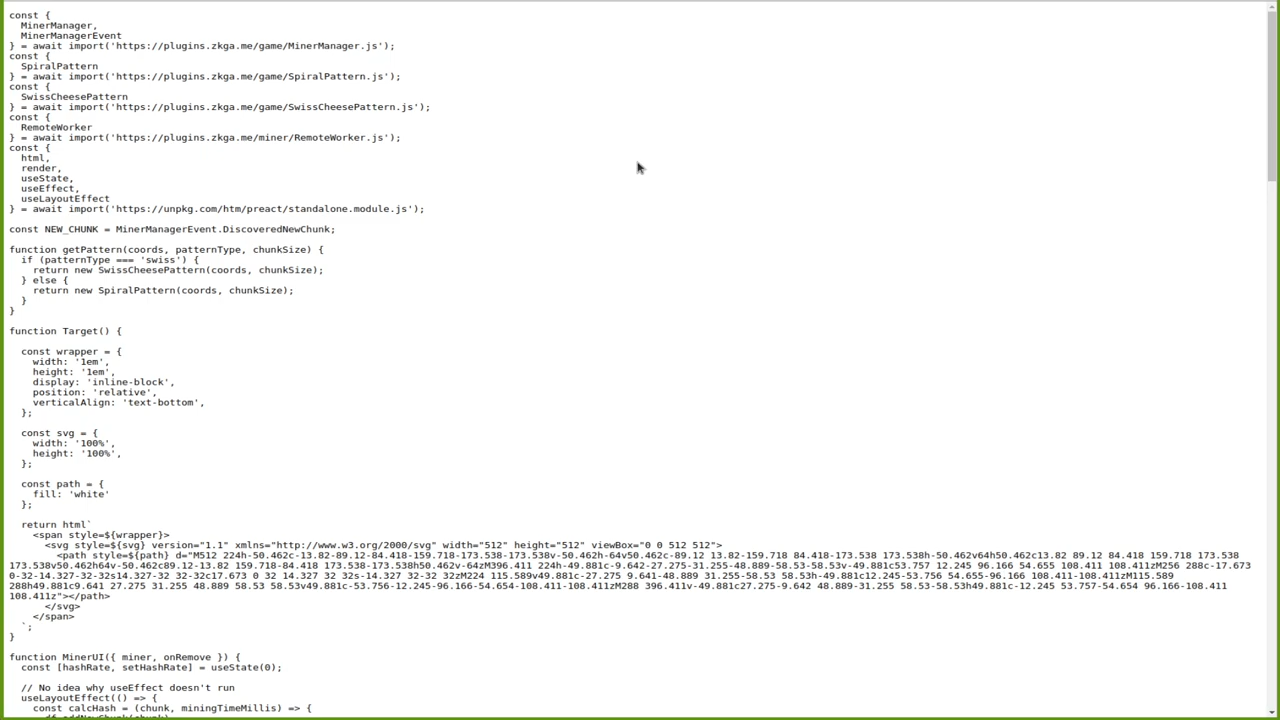 const {
  MinerManager,
  MinerManagerEvent
} = await import('https://plugins.zkga.me/game/MinerManager.js');
const {
  SpiralPattern
} = await import('https://plugins.zkga.me/game/SpiralPattern.js');
const {
  SwissCheesePattern
} = await import('https://plugins.zkga.me/game/SwissCheesePattern.js');
const {
  RemoteWorker
} = await import('https://plugins.zkga.me/miner/RemoteWorker.js');
const {
  html,
  render,
  useState,
  useEffect,
  useLayoutEffect
} = await import('https://unpkg.com/htm/preact/standalone.module.js');

const NEW_CHUNK = MinerManagerEvent.DiscoveredNewChunk;

function getPattern(coords, patternType, chunkSize) {
  if (patternType === 'swiss') {
    return new SwissCheesePattern(coords, chunkSize);
  } else {
    return new SpiralPattern(coords, chunkSize);
  }
}

function Target() {

  const wrapper = {
    width: '1em',
    height: '1em',
    display: 'inline-block',
    position: 'relative',
    verticalAlign: 'text-bottom',
  };

  const svg = {
    width: '100%',
    height: '100%',
  };

  const path = {
    fill: 'white'
  };

  return html`
    <span style=${wrapper}>
      <svg style=${svg} version="1.1" xmlns="http://www.w3.org/2000/svg" width="512" height="512" viewBox="0 0 512 512">
        <path style=${path} d="M512 224h-50.462c-13.82-89.12-84.418-159.718-173.538-173.538v-50.462h-64v50.462c-89.12 13.82-159.718 84.418-173.538 173.538h-50.462v64h50.462c13.82 89.12 84.418 159.718 173.538
173.538v50.462h64v-50.462c89.12-13.82 159.718-84.418 173.538-173.538h50.462v-64zM396.411 224h-49.881c-9.642-27.275-31.255-48.889-58.53-58.53v-49.881c53.757 12.245 96.166 54.655 108.411 108.411zM256 288c-17.673
0-32-14.327-32-32s14.327-32 32-32c17.673 0 32 14.327 32 32s-14.327 32-32 32zM224 115.589v49.881c-27.275 9.641-48.889 31.255-58.53 58.53h-49.881c12.245-53.756 54.655-96.166 108.411-108.411zM115.589
288h49.881c9.641 27.275 31.255 48.889 58.53 58.53v49.881c-53.756-12.245-96.166-54.654-108.411-108.411zM288 396.411v-49.881c27.275-9.642 48.889-31.255 58.53-58.53h49.881c-12.245 53.757-54.654 96.166-108.411
108.411z"></path>
      </svg>
    </span>
  `;
}

function MinerUI({ miner, onRemove }) {
  const [hashRate, setHashRate] = useState(0);

  // No idea why useEffect doesn't run
  useLayoutEffect(() => {
    const calcHash = (chunk, miningTimeMillis) => {
      df.addNewChunk(chunk)